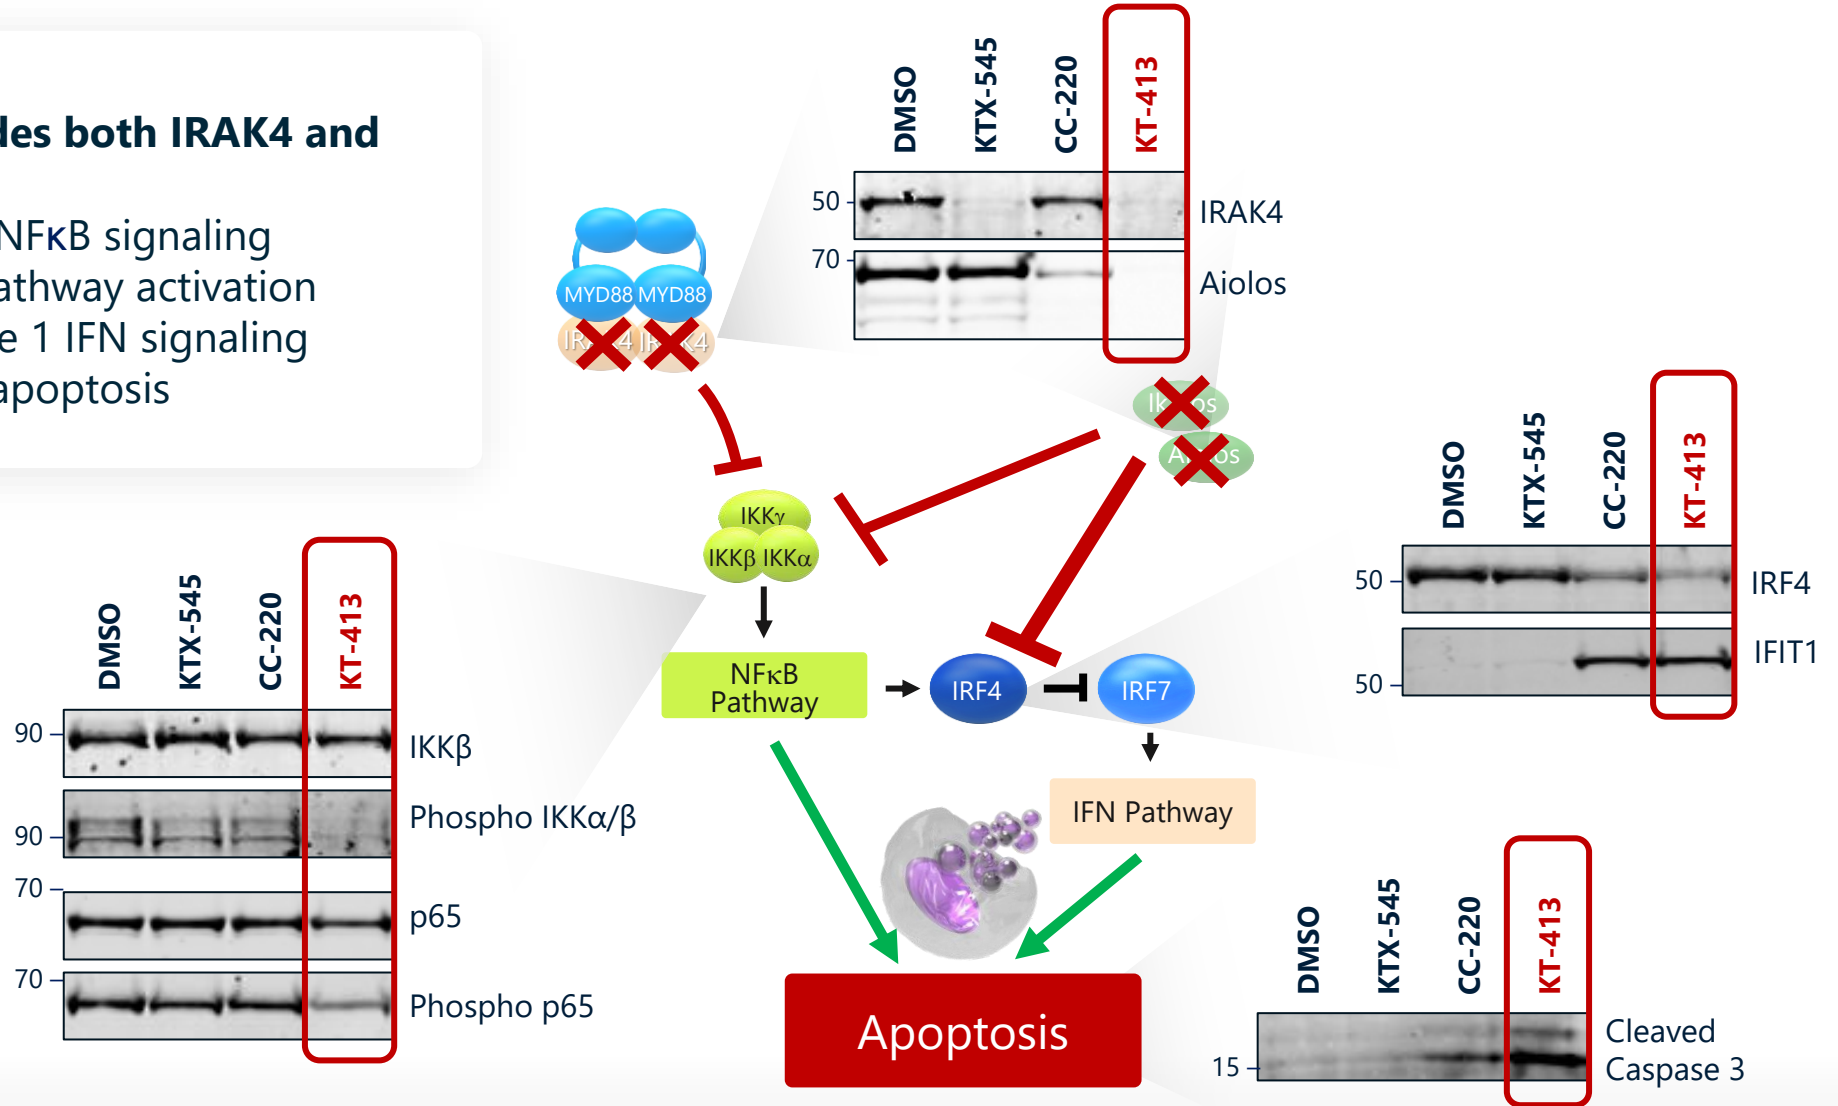 des both IRAK4 and
NFκB signaling
athway activation
e 1 IFN signaling
apoptosis
DMSO
KTX-545
CC-220
KT-413
50
IRAK4
70
Aiolos
MYD88 MYD88
IKKγ
IKKβ IKKα
NFκB
Pathway
IRF4
IRF7
IFN Pathway
Apoptosis
DMSO
KTX-545
CC-220
KT-413
50
IRF4
IFIT1
50
DMSO
KTX-545
CC-220
KT-413
90
IKKβ
Phospho IKKα/β
90
70
p65
70
Phospho p65
DMSO
KTX-545
CC-220
KT-413
15
Cleaved
Caspase 3